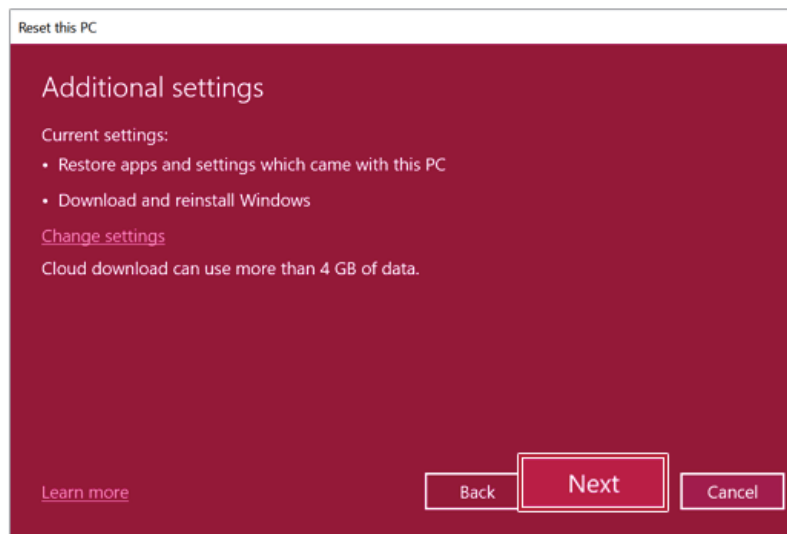 Reset this PC
Additional settings
Current settings:
• Restore apps and settings which came with this PC
• Download and reinstall Windows
Change settings
Cloud download can use more than 4 GB of data.
Learn more
Back
Next
Cancel